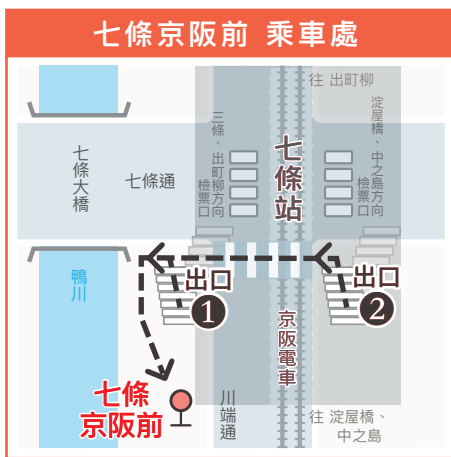 七條京阪前 乘車處
往 出町柳
三條、出町柳方向
檢票口
七條站
淀屋橋、中之島方向
檢票口
七條大橋
七條通
鴨川
出口
1
出口
2
京阪電車
七條
京阪前
川端通
往 淀屋橋、
中之島